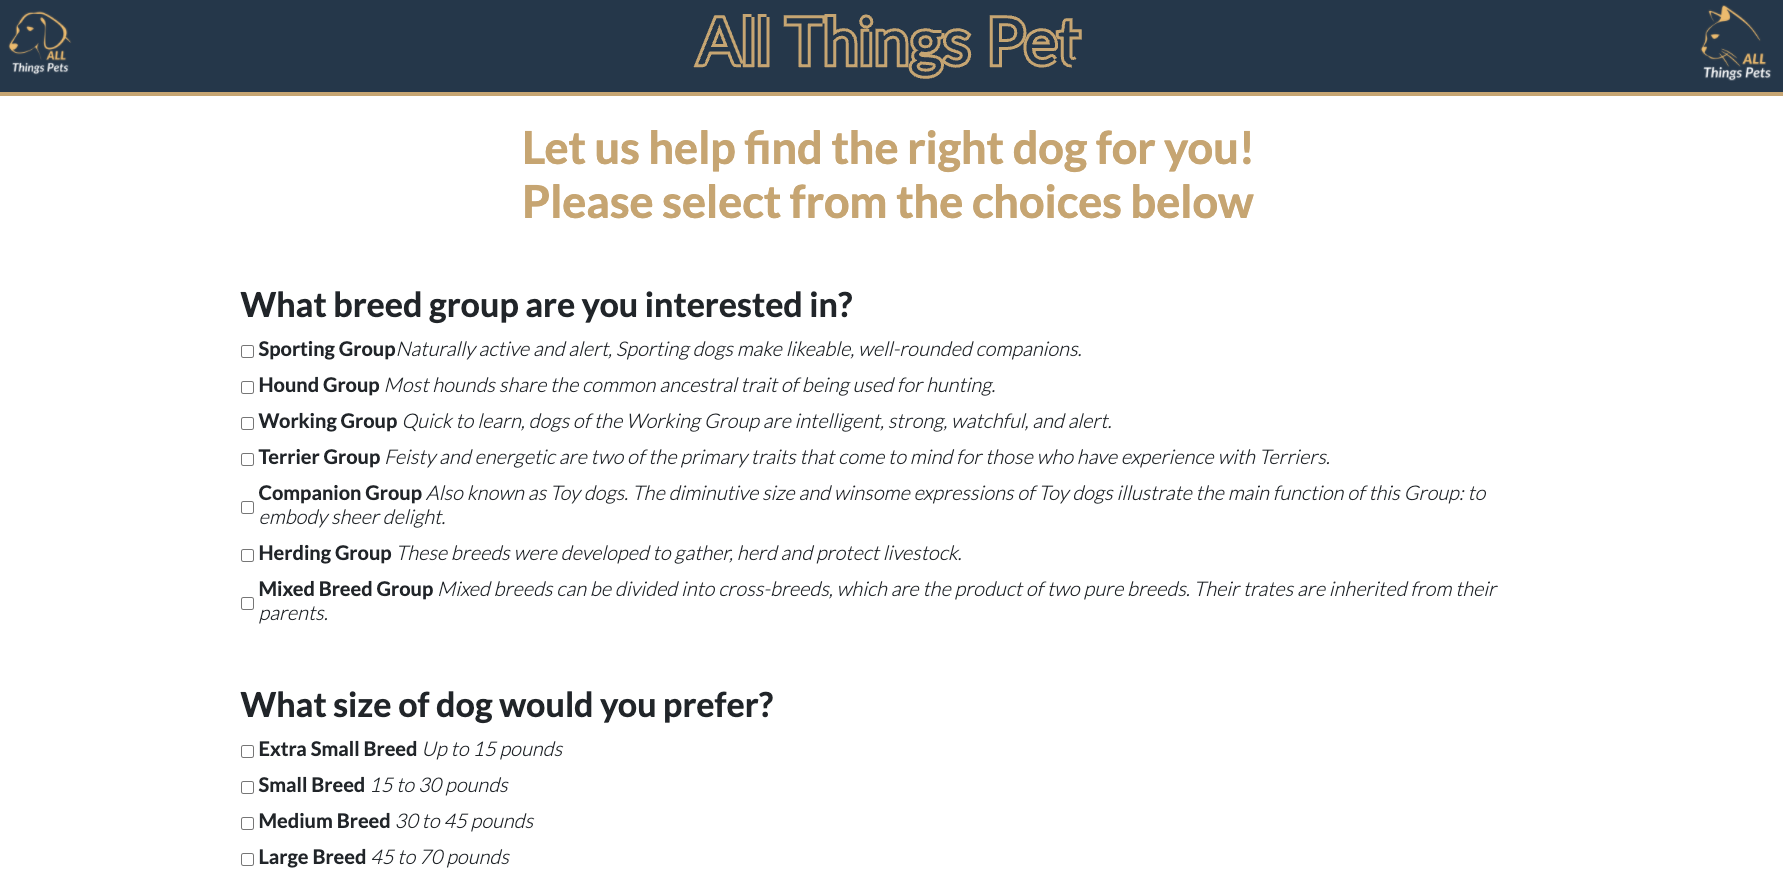 ALL
Things Pets
All Things Pet
ALL
Things Pets
Let us help find the right dog for you!
Please select from the choices below
What breed group are you interested in?
Sporting GroupNaturally active and alert, Sporting dogs make likeable, well-rounded companions.
Hound Group Most hounds share the common ancestral trait of being used for hunting.
Working Group Quick to learn, dogs of the Working Group are intelligent, strong, watchful, and alert.
Terrier Group Feisty and energetic are two of the primary traits that come to mind for those who have experience with Terriers.
Companion Group Also known as Toy dogs. The diminutive size and winsome expressions of Toy dogs illustrate the main function of this Group: to
embody sheer delight.
Herding Group These breeds were developed to gather, herd and protect livestock.
Mixed Breed Group Mixed breeds can be divided into cross-breeds, which are the product of two pure breeds. Their trates are inherited from their
parents.
What size of dog would you prefer?
Extra Small Breed Up to 15 pounds
Small Breed 15 to 30 pounds
Medium Breed 30 to 45 pounds
Large Breed 45 to 70 pounds